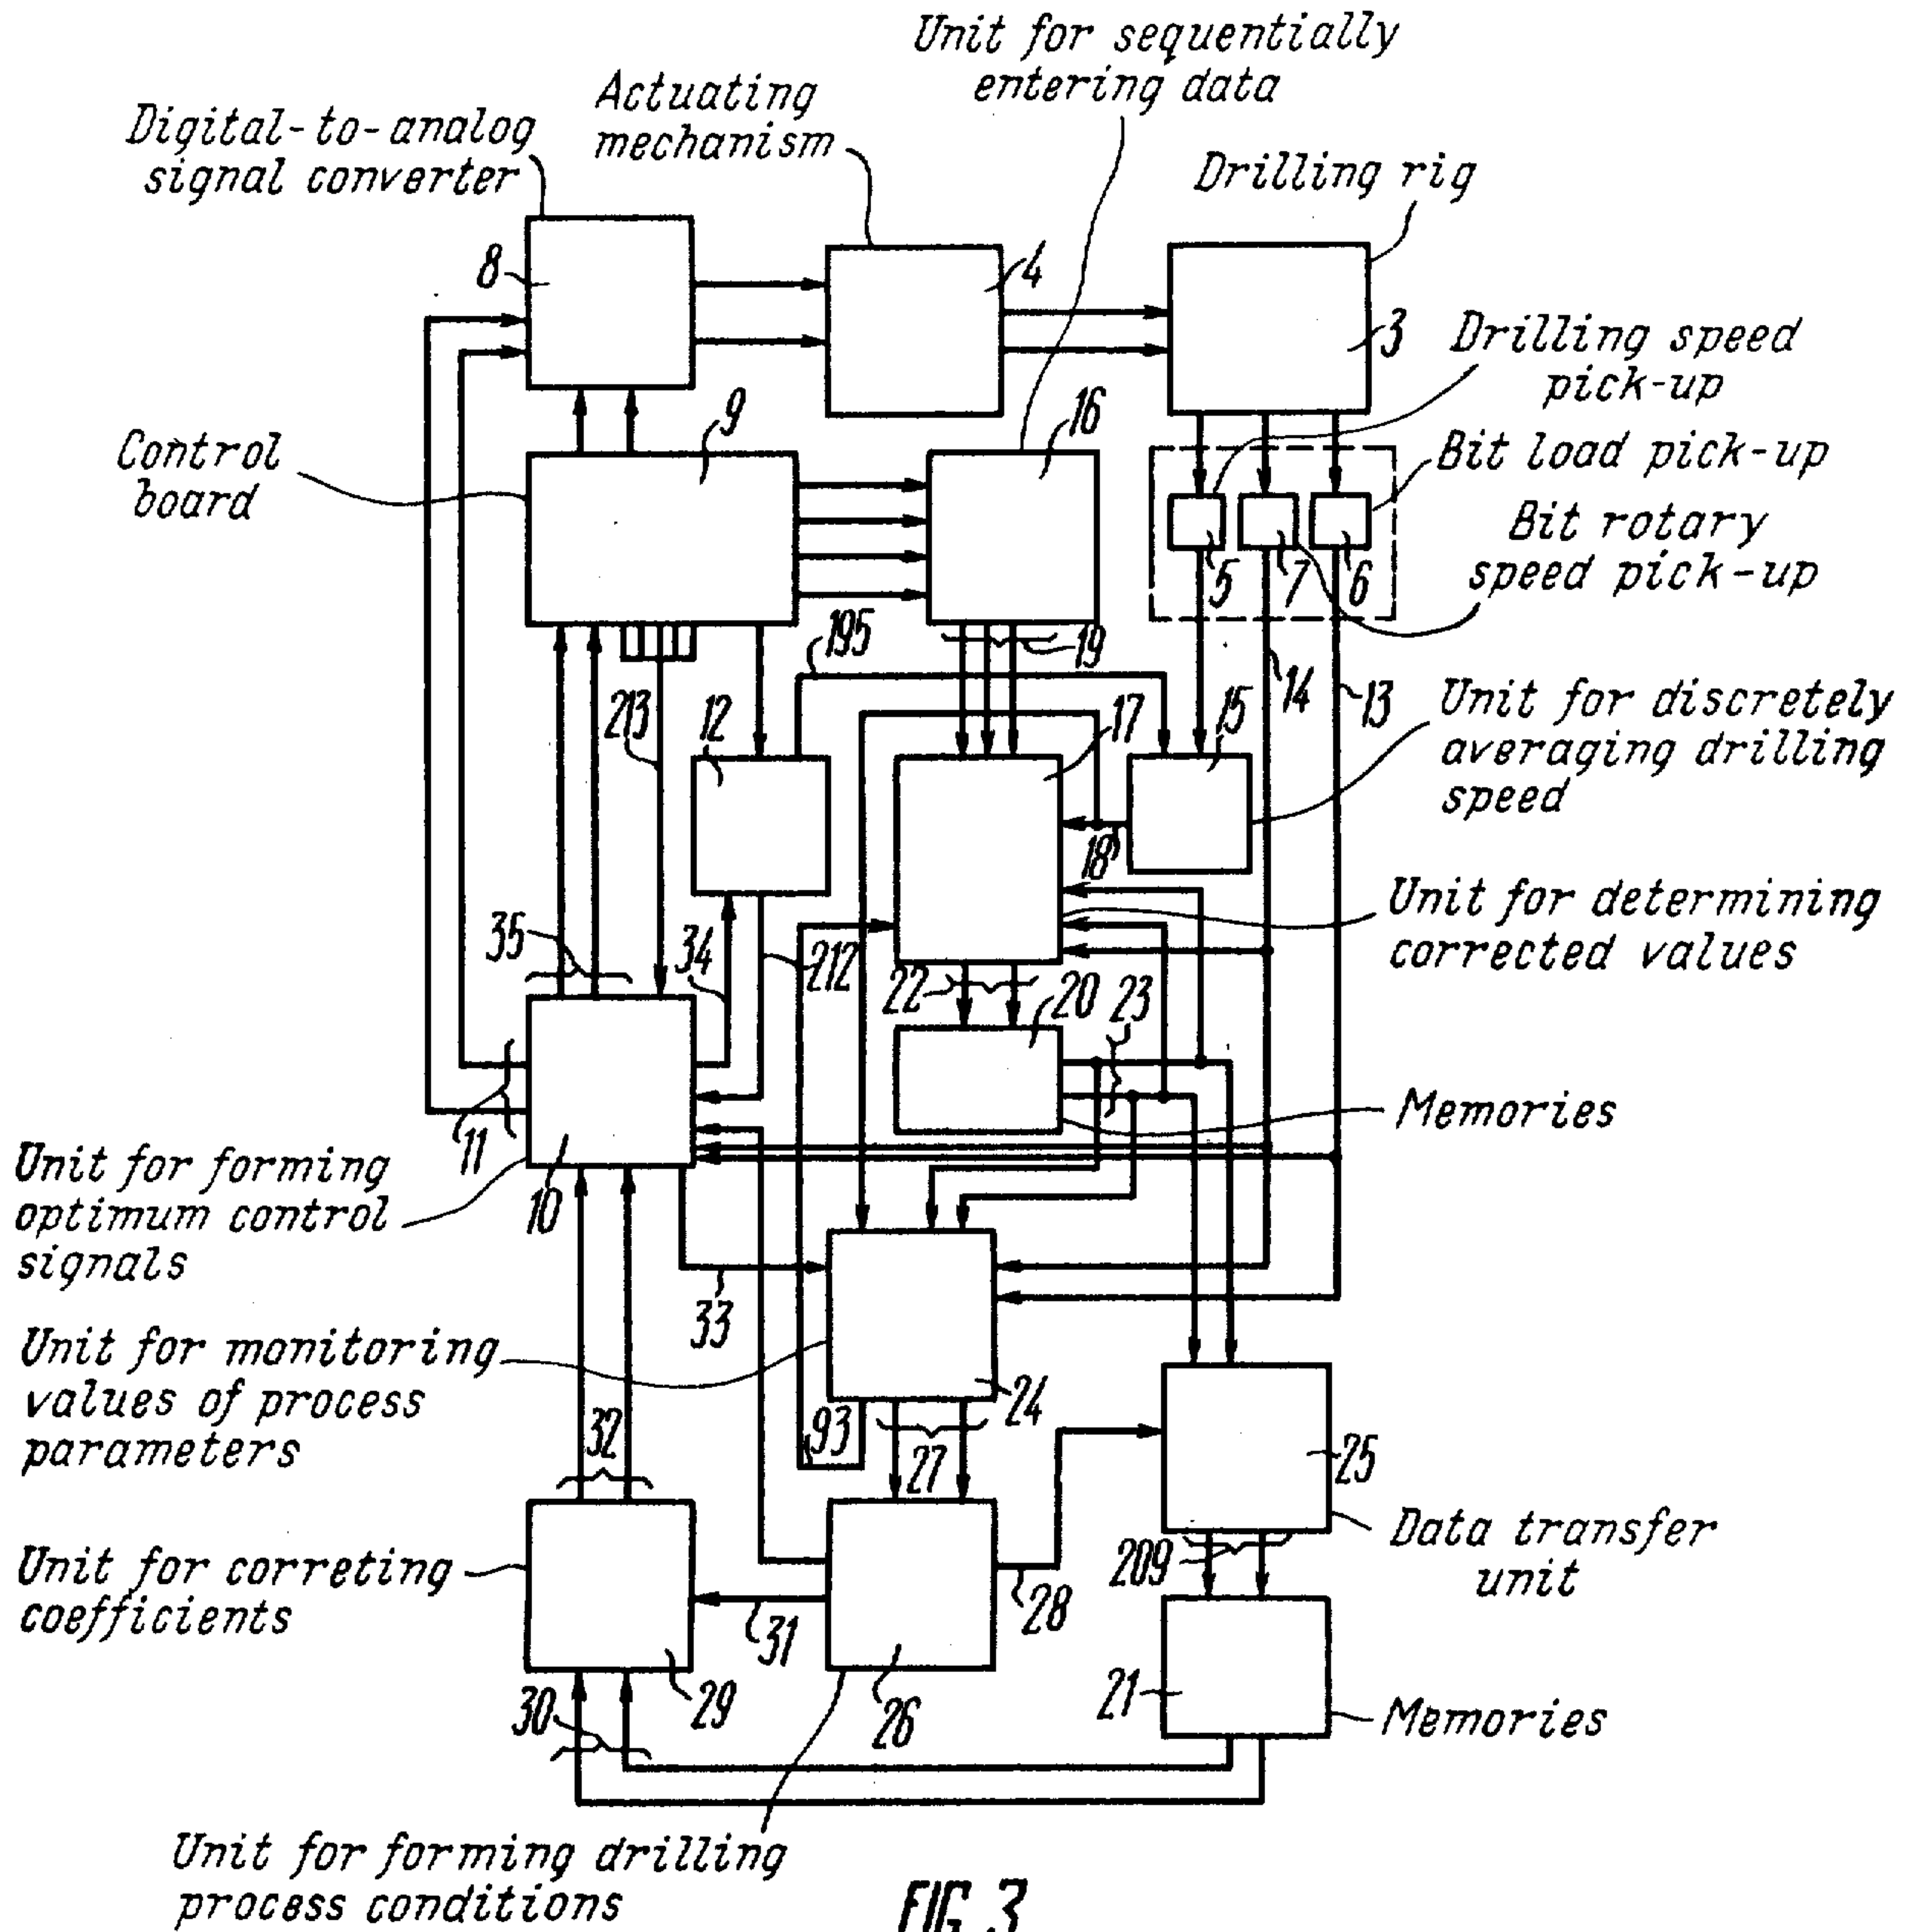 Unit for sequentially
entering data
Actuating
mechanism
Digital-to-analog
signal converter
Drilling rig
8
4
3
Drilling speed
pick-up
9
16
Control
board
Bit load pick-up
Bit rotary
speed pick-up
5
7
6
195
19
14
13
213
12
17
15
Unit for discretely
averaging drilling
speed
18
Unit for determining
corrected values
35
34
212
22
20
23
Memories
11
10
Unit for forming
optimum control
signals
33
Unit for monitoring
values of process
parameters
24
93
27
32
25
Data transfer
unit
209
28
Unit for correting
coefficients
31
29
26
21
30
Memories
Unit for forming drilling
process conditions
FIG. 3